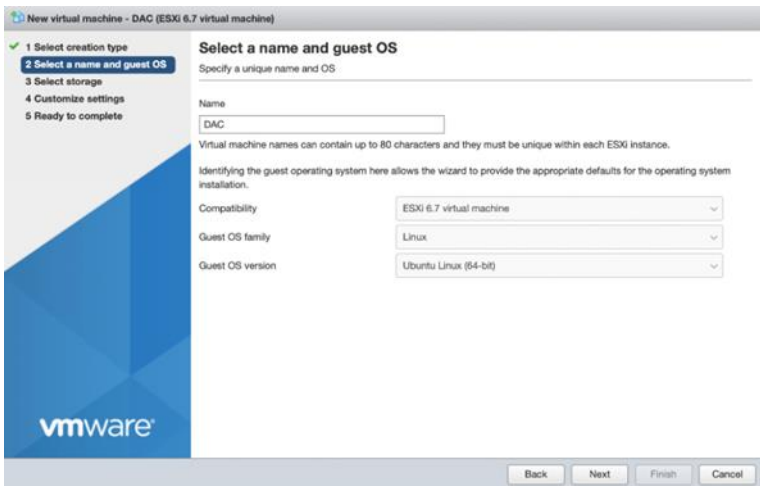 New virtual machine - DAC (ESXi 6.7 virtual machine)
1 Select creation type
2 Select a name and guest OS
3 Select storage
4 Customize settings
5 Ready to complete
Select a name and guest OS
Specify a unique name and OS
Name
DAC
Virtual machine names can contain up to 80 characters and they must be unique within each ESXi instance.
Identifying the guest operating system here allows the wizard to provide the appropriate defaults for the operating system
installation.
Compatibility
ESXi 6.7 virtual machine
Guest OS family
Linux
Guest OS version
Ubuntu Linux (64-bit)
vmware
Back
Next
Finish
Cancel